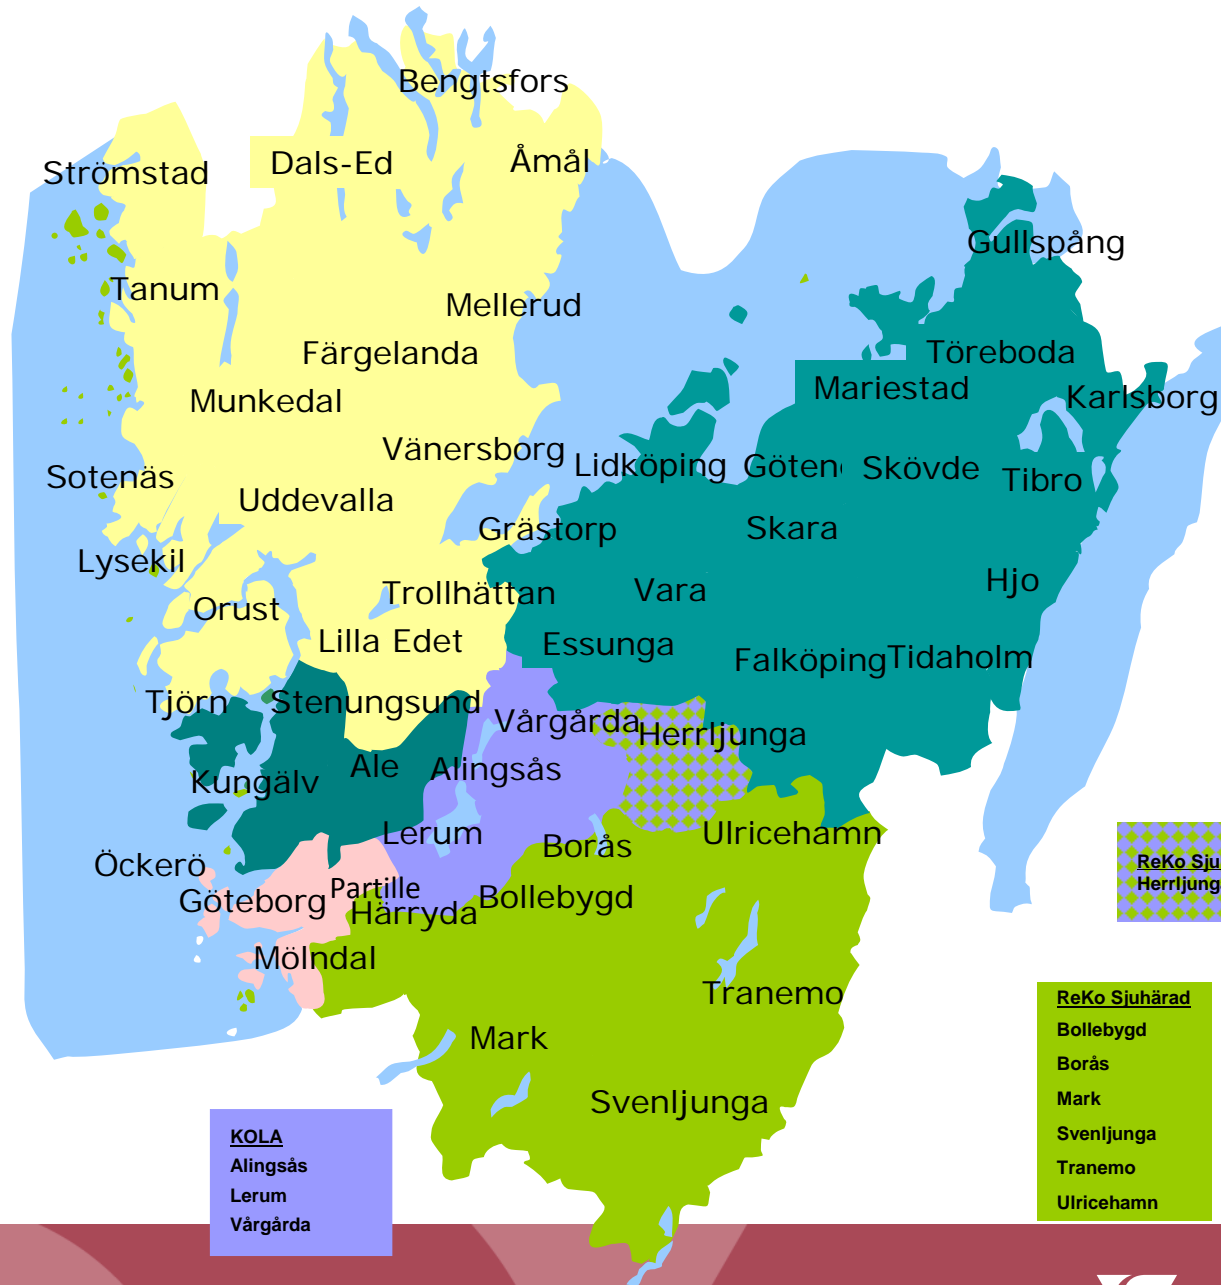 Bengtsfors
Strömstad
Dals-Ed
Åmål
Gullspång
Tanum
Mellerud
Färgelanda
Töreboda
Munkedal
Mariestad
Karlsborg
Vänersborg
Sotenäs
Lidköping
Skövde
Tibro
Uddevalla
Grästorp
Skara
Lysekil
Trollhättan
Vara
Hjo
Orust
Lilla Edet
Essunga
Falköping
Tidaholm
Tjörn
Stenungsund
Vårgårda
Herrljunga
Kungälv
Ale
Alingsås
Lerum
Borås
Ulricehamn
Öckerö
Göteborg
Partille
Härryda
Bollebygd
Mölndal
Tranemo
Mark
Svenljunga
ReKo
KOLA
Alingsås
Lerum
Vårgårda
ReKo Sjuhärad
Bollebygd
Borås
Mark
Svenljunga
Tranemo
Ulricehamn